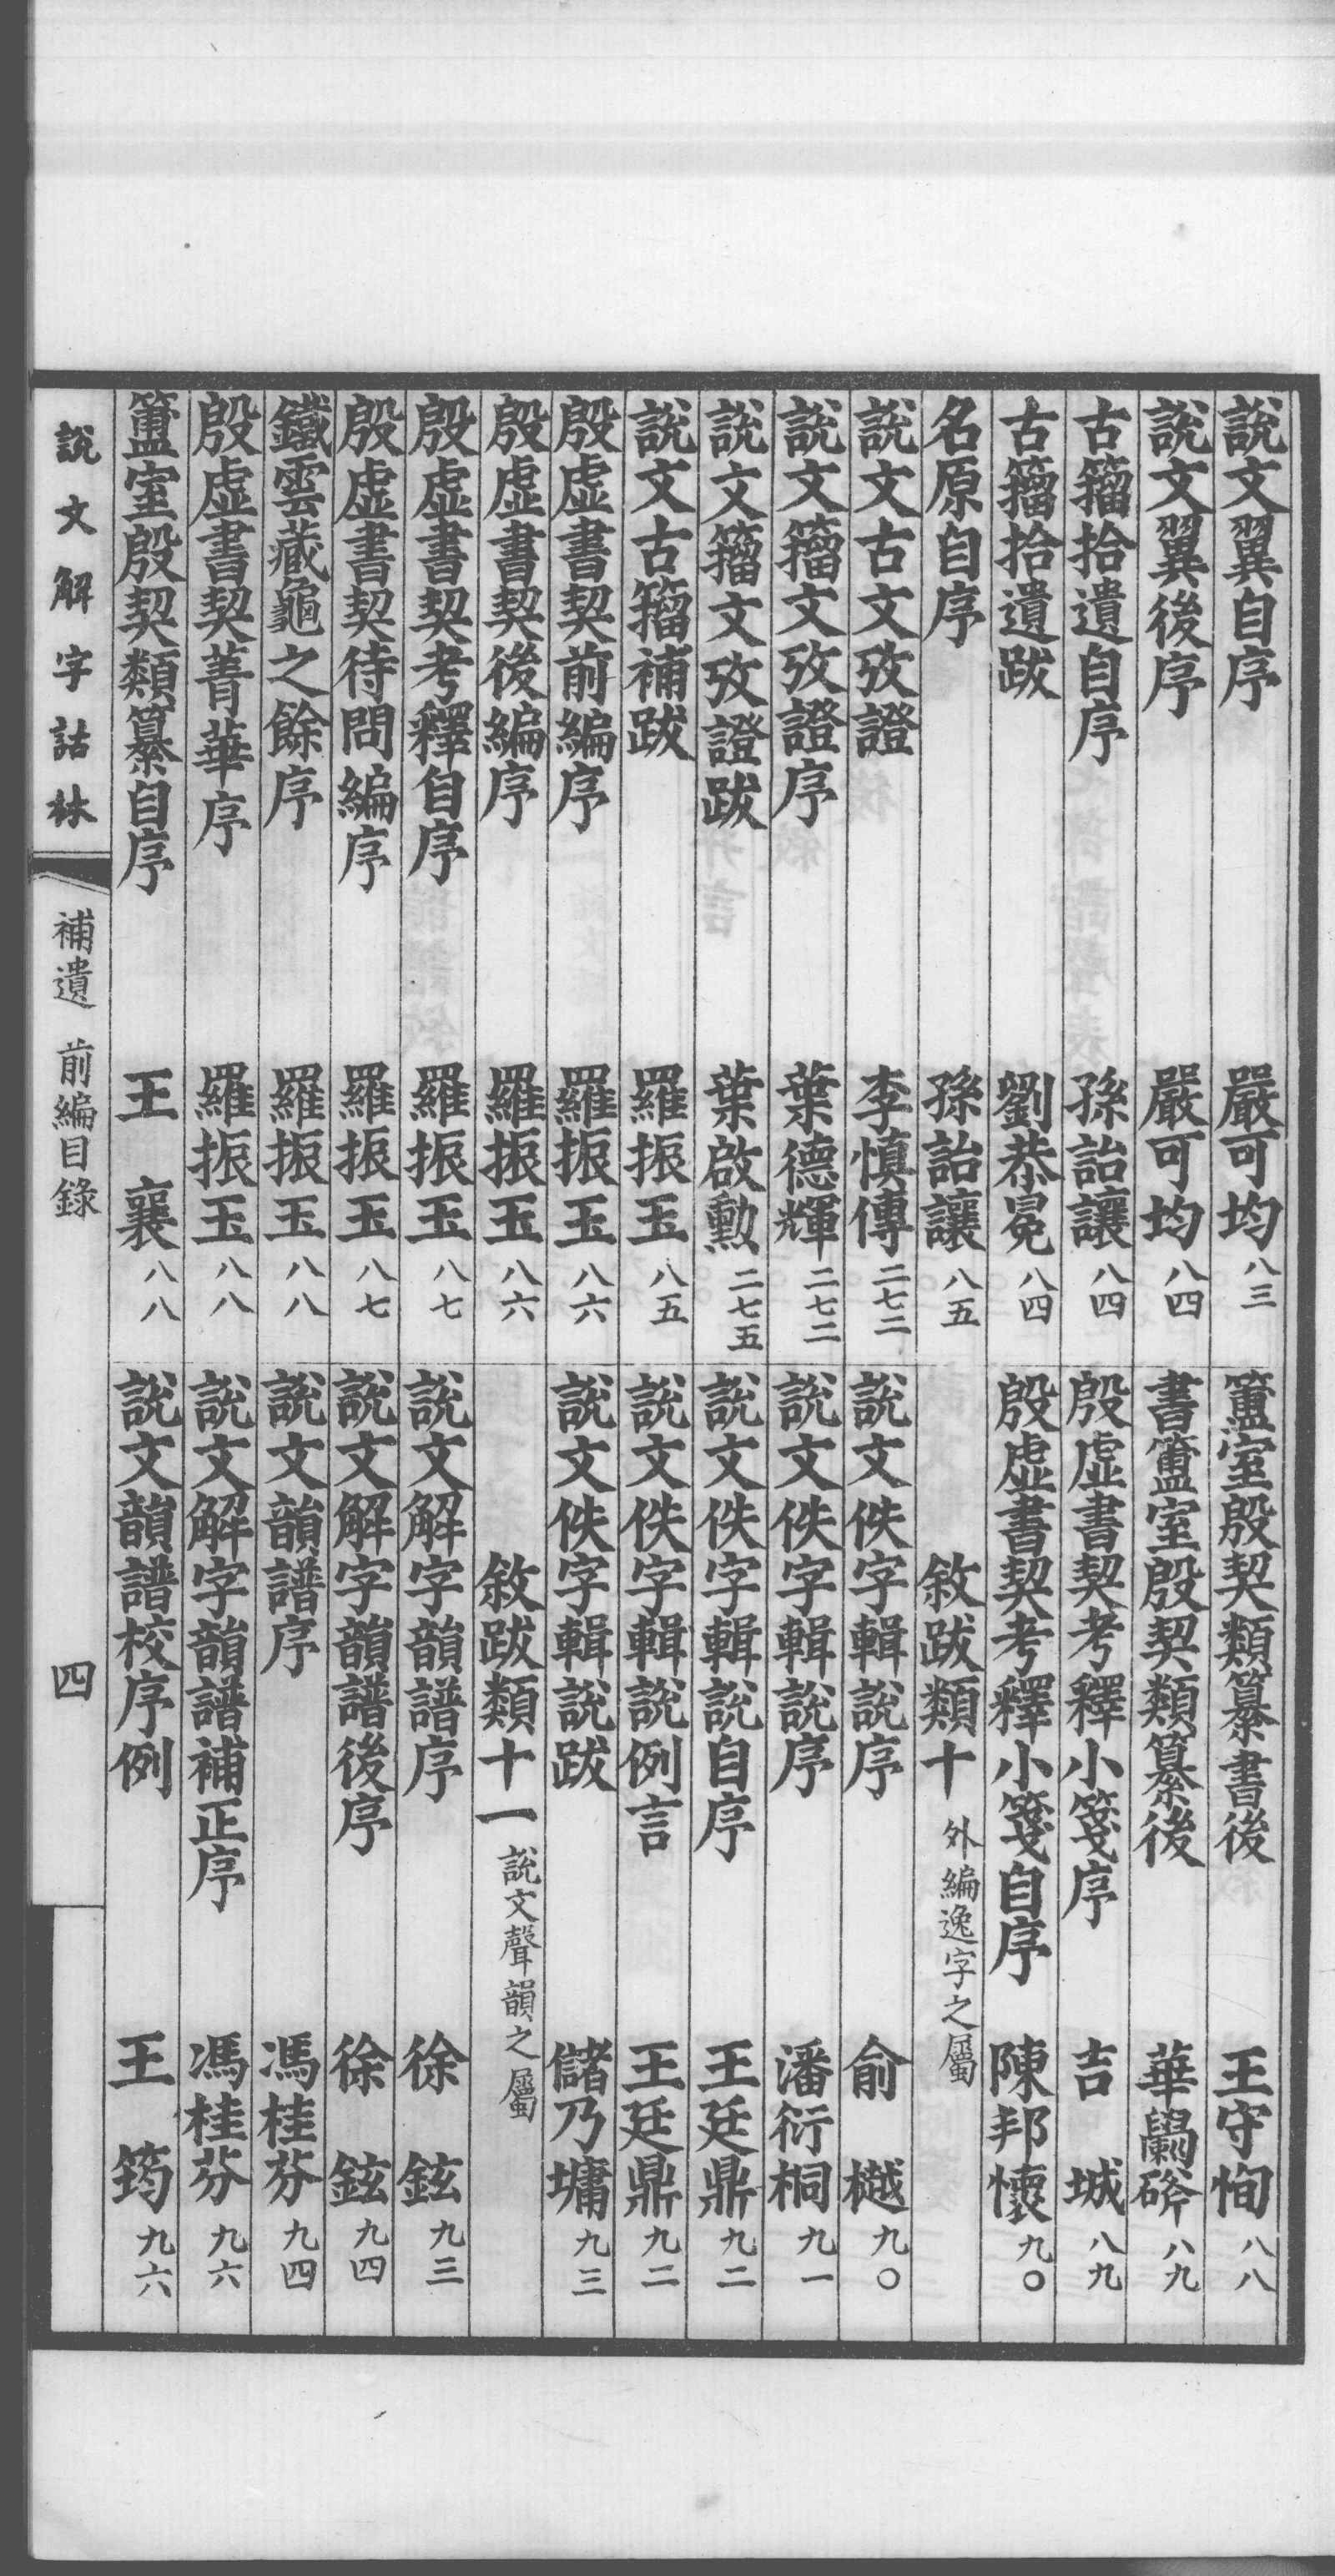 說文翼自序　嚴可均　八三
說文翼後序　嚴可均　八四
古籀拾遺自序　孫詒讓　八四
古籀拾遺跋　劉恭冕　八四
名原自序　孫詒讓　八五
說文古文攷證　李慎傳　二七二
說文籀文攷證序　葉德輝　二七二
說文籀文攷證跋　葉啟勳　二七五
說文古籀補跋　羅振玉　八五
殷虛書契前編序　羅振玉　八六
殷虛書契後編序　羅振玉　八六
殷虛書契考釋自序　羅振玉　八七
殷虛書契待問編序　羅振玉　八七
鐵雲藏龜之餘序　羅振玉　八八
殷虛書契菁華序　羅振玉　八八
簠室殷契類纂自序　王　襄　八八
簠室殷契類纂書後　王守恂　八八
書簠室殷契類纂後　華學涑　八九
殷虛書契考釋小箋序　吉　城　八九
殷虛書契考釋小箋自序　陳邦懷　九〇
敘跋類十　外編逸字之屬
說文佚字輯說序　俞　樾　九〇
說文佚字輯說序　潘衍桐　九一
說文佚字輯說自序　王廷鼎　九二
說文佚字輯說例言　王廷鼎　九二
說文佚字輯說跋　儲乃墉　九三
敘跋類十一　說文聲韻之屬
說文解字韻譜序　徐　鉉　九三
說文解字韻譜後序　徐　鉉　九四
說文韻譜序　馮桂芬　九四
說文解字韻譜補正序　馮桂芬　九六
說文韻譜校序例　王　筠　九六
說文解字詁林　補遺　前編目錄　四